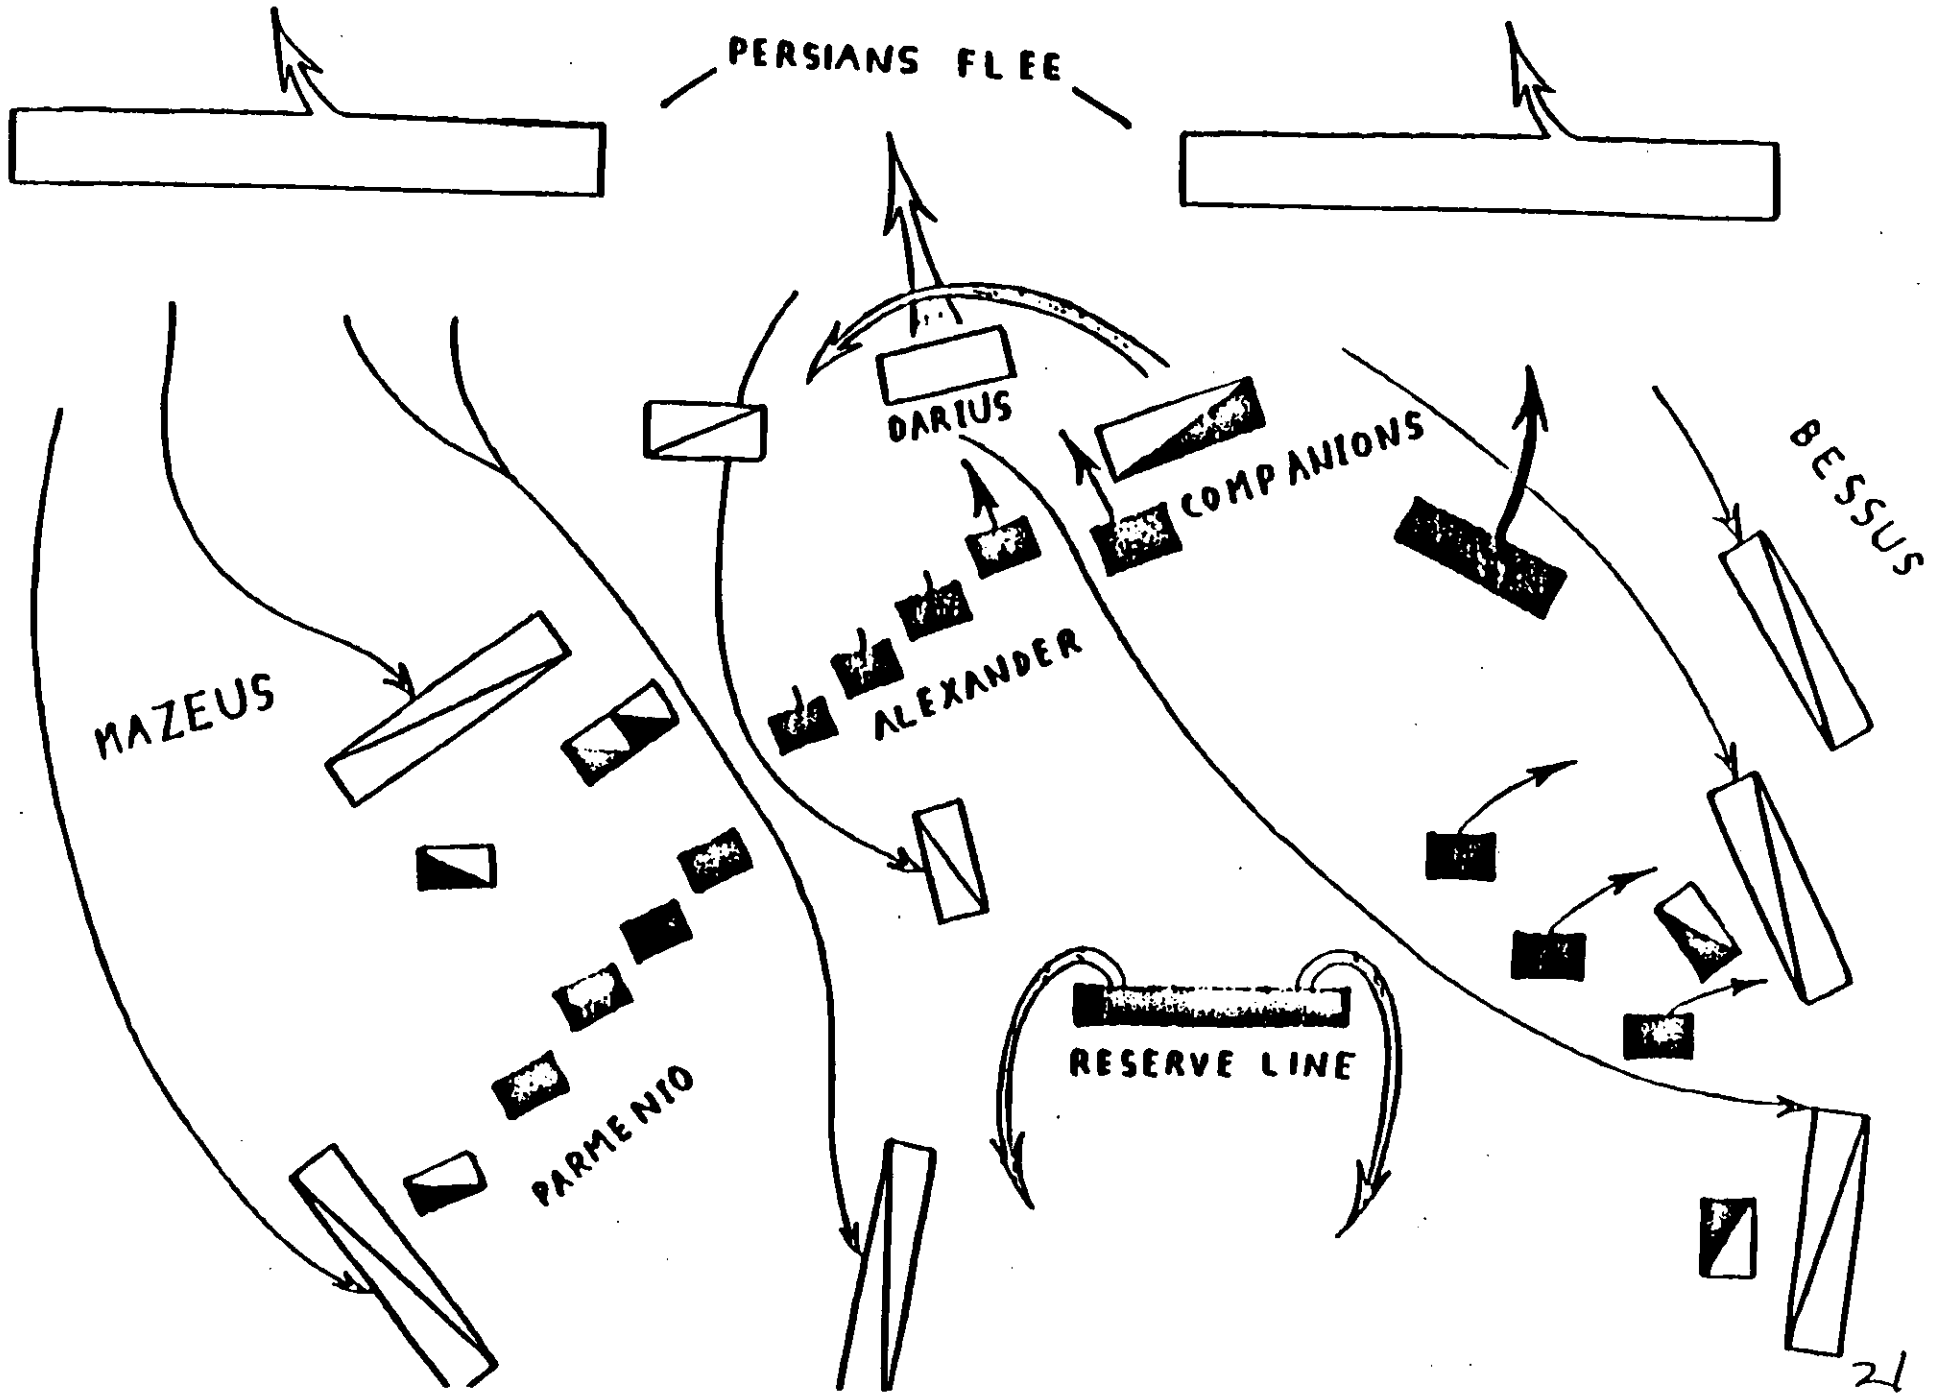 PERSIANS FLEE
DARIUS
COMPANIONS
BESSUS
MAZEUS
ALEXANDER
PARMENIO
RESERVE LINE
21